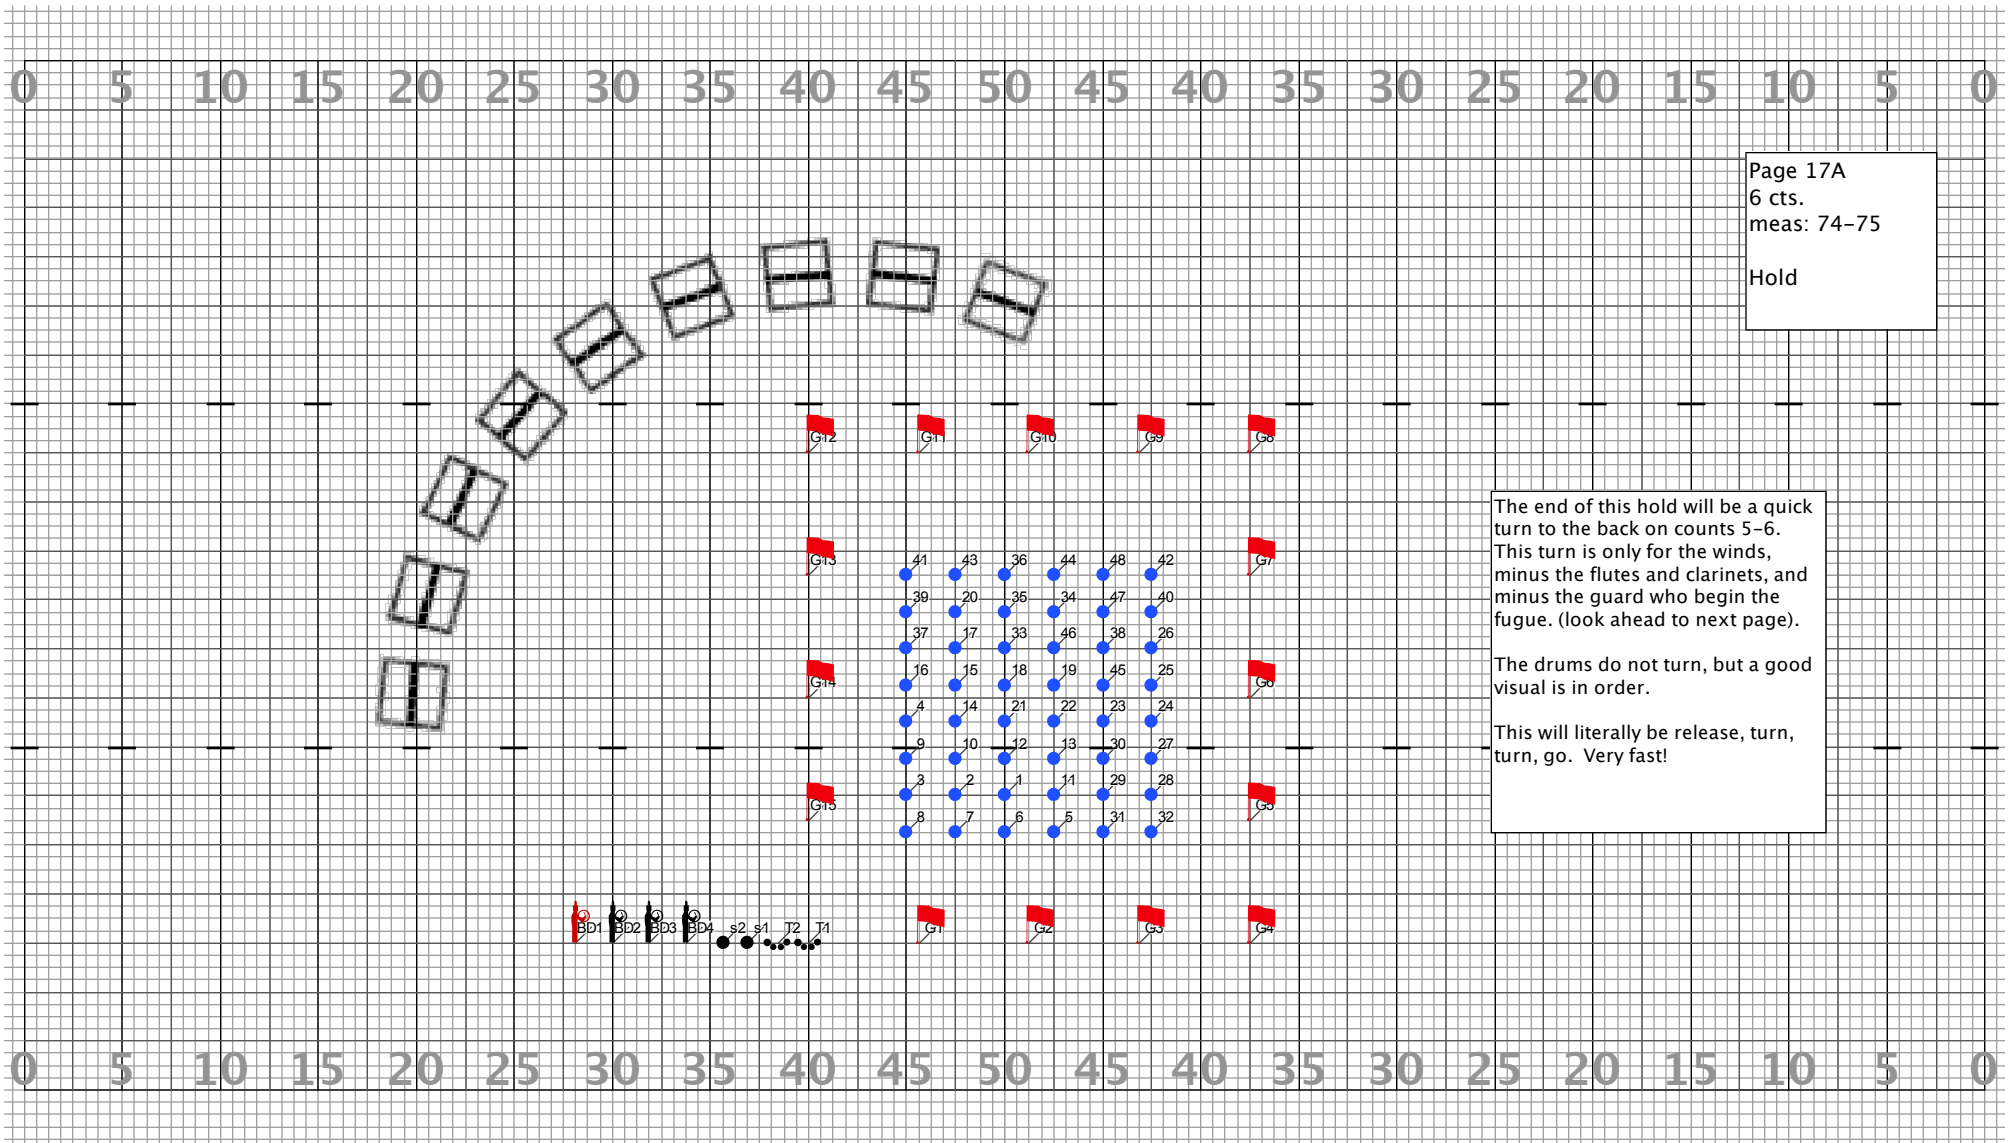 0 5 10 15 20 25 30 35 40 45 50 45 40 35 30 25 20 15 10 5 0
Page 17A
6 cts.
meas: 74-75
Hold
G12 G11 G10 G9 G8
The end of this hold will be a quick
turn to the back on counts 5-6.
This turn is only for the winds,
minus the flutes and clarinets, and
minus the guard who begin the
fugue. (look ahead to next page).
The drums do not turn, but a good
visual is in order.
This will literally be release, turn,
turn, go.  Very fast!
G13 41 43 36 44 48 42 G7
39 20 35 34 47 40
37 17 33 46 38 26
G14 16 15 18 19 45 25 G6
4 14 21 22 23 24
9 10 12 13 30 27
G15 3 2 1 11 29 28 G5
8 7 6 5 31 32
BD1 BD2 BD3 BD4 s2 s1 T2 T1 G1 G2 G3 G4
0 5 10 15 20 25 30 35 40 45 50 45 40 35 30 25 20 15 10 5 0